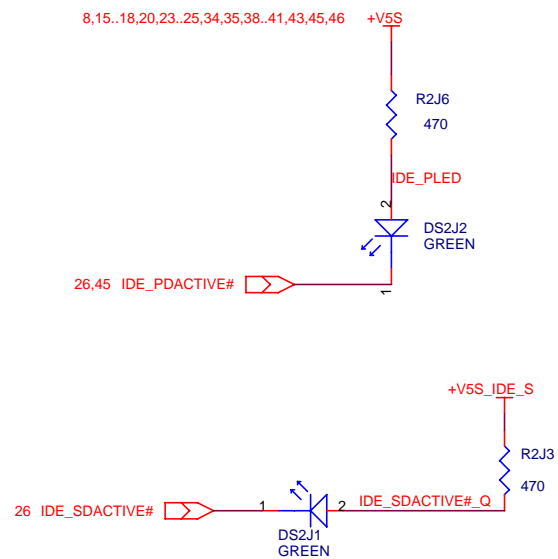 8,15..18,20,23..25,34,35,38..41,43,45,46 +V5S
R2J6
470
IDE_PLED
2
DS2J2
GREEN
26,45 IDE_PDACTIVE#
1
+V5S_IDE_S
R2J3
470
26 IDE_SDACTIVE# 1 2 IDE_SDACTIVE#_Q
DS2J1
GREEN